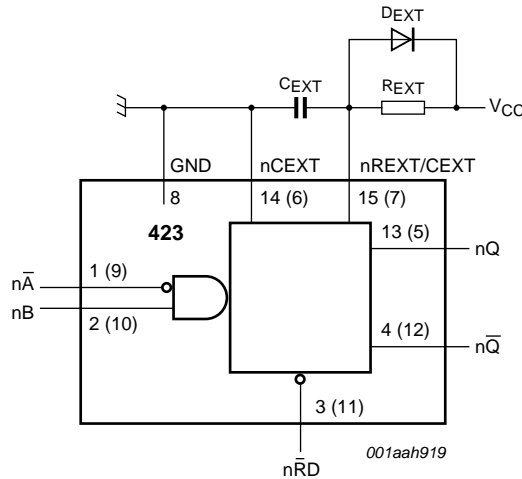 DEXT
CEXT
REXT
VCC
GND
nCEXT
nREXT/CEXT
8
14 (6)
15 (7)
423
13 (5)
nQ
nA̅
1 (9)
nB
2 (10)
4 (12)
nQ̅
3 (11)
nR̅D
001aah919